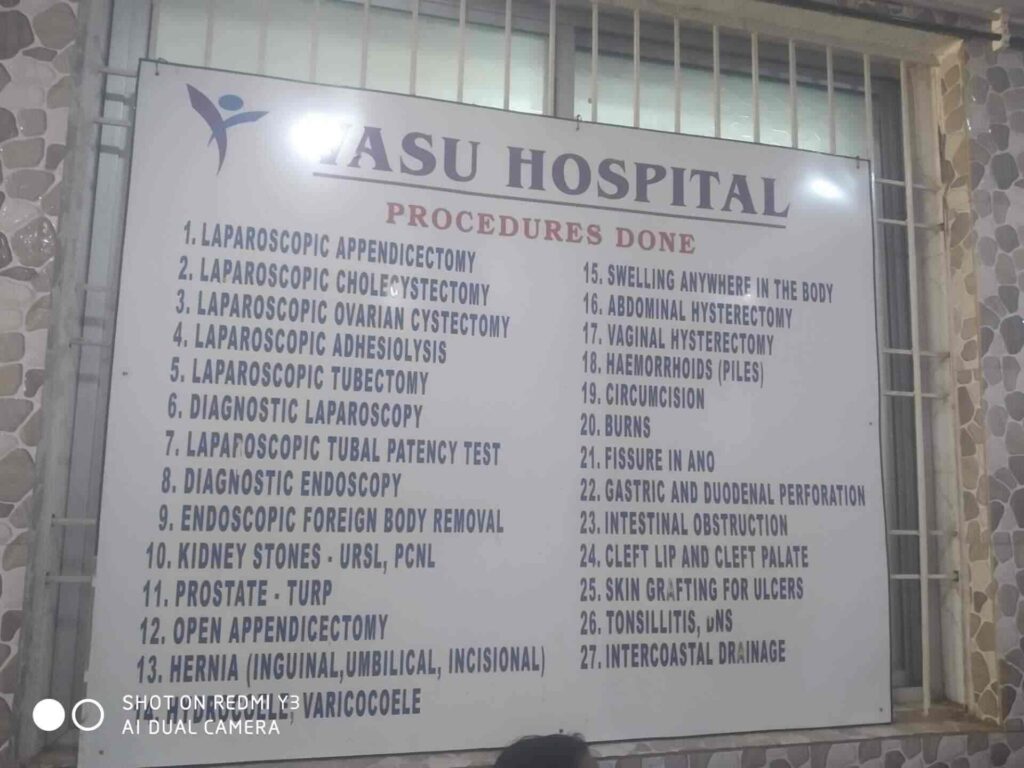 VASU HOSPITAL
PROCEDURES DONE
1. LAPAROSCOPIC APPENDICECTOMY
2. LAPAROSCOPIC CHOLECYSTECTOMY
3. LAPAROSCOPIC OVARIAN CYSTECTOMY
4. LAPAROSCOPIC ADHESIOLYSIS
5. LAPAROSCOPIC TUBECTOMY
6. DIAGNOSTIC LAPAROSCOPY
7. LAPAROSCOPIC TUBAL PATENCY TEST
8. DIAGNOSTIC ENDOSCOPY
9. ENDOSCOPIC FOREIGN BODY REMOVAL
10. KIDNEY STONES - URSL, PCNL
11. PROSTATE - TURP
12. OPEN APPENDICECTOMY
13. HERNIA (INGUINAL,UMBILICAL, INCISIONAL)
14. HYDROCOELE, VARICOCOELE
15. SWELLING ANYWHERE IN THE BODY
16. ABDOMINAL HYSTERECTOMY
17. VAGINAL HYSTERECTOMY
18. HAEMORRHOIDS (PILES)
19. CIRCUMCISION
20. BURNS
21. FISSURE IN ANO
22. GASTRIC AND DUODENAL PERFORATION
23. INTESTINAL OBSTRUCTION
24. CLEFT LIP AND CLEFT PALATE
25. SKIN GRAFTING FOR ULCERS
26. TONSILLITIS, DNS
27. INTERCOASTAL DRAINAGE
SHOT ON REDMI Y3
AI DUAL CAMERA